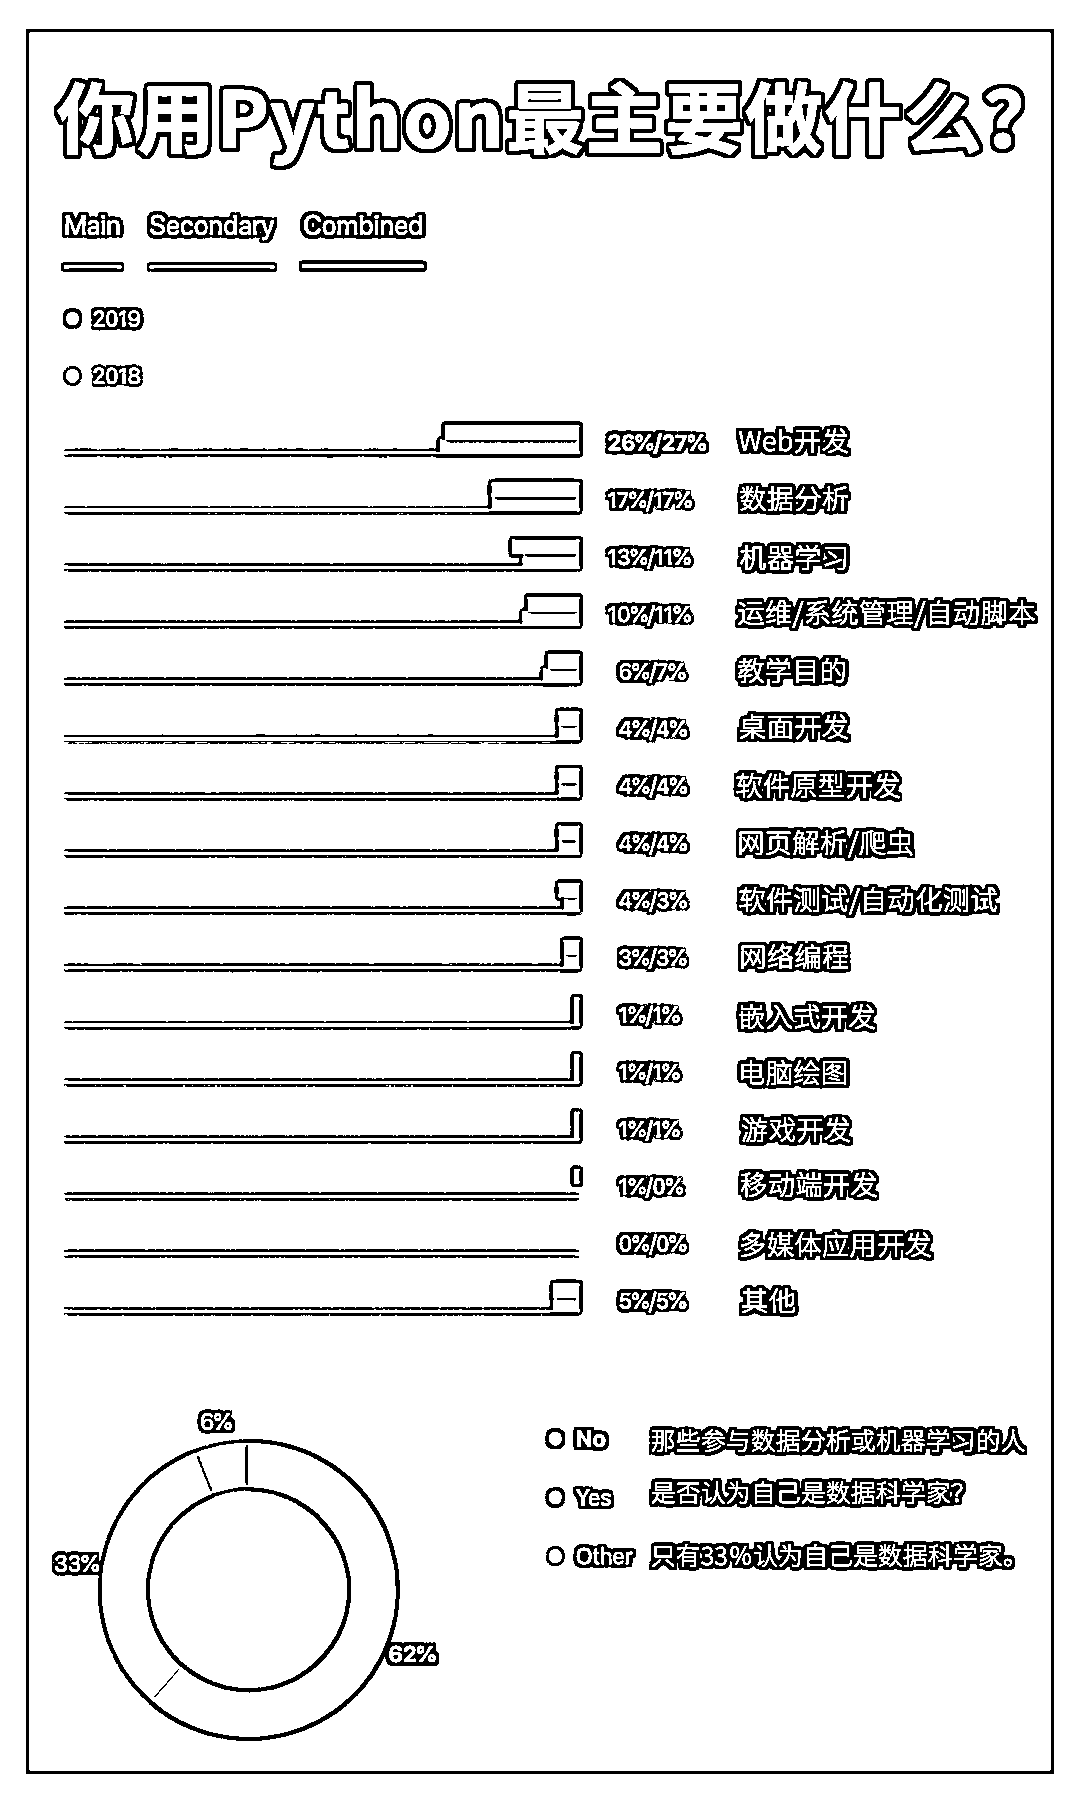 你用Python最主要做什么?
Main Secondary Combined
2019
2018
26%/27% Web开发
17%/17% 数据分析
13%/11% 机器学习
10%/11% 运维/系统管理/自动脚本
6%/7% 教学目的
4%/4% 桌面开发
4%/4% 软件原型开发
4%/4% 网页解析/爬虫
4%/3% 软件测试/自动化测试
3%/3% 网络编程
1%/1% 嵌入式开发
1%/1% 电脑绘图
1%/1% 游戏开发
1%/0% 移动端开发
0%/0% 多媒体应用开发
5%/5% 其他
6%
33%
62%
No 那些参与数据分析或机器学习的人
Yes 是否认为自己是数据科学家?
Other 只有33%认为自己是数据科学家。